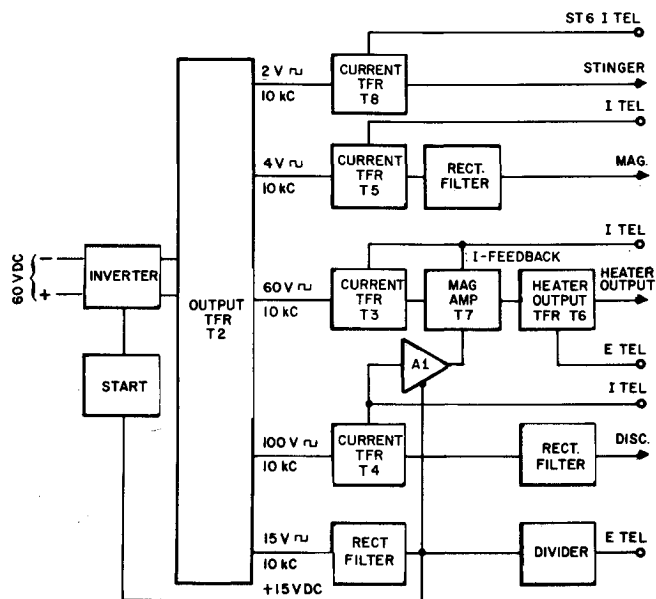 ST6 I TEL
2 V
10 kC
CURRENT
TFR
T8
STINGER
I TEL
4 V
10 kC
CURRENT
TFR
T5
RECT.
FILTER
MAG.
I TEL
I-FEEDBACK
60 VDC
-
+
INVERTER
OUTPUT
TFR
T2
60 V
10 kC
CURRENT
TFR
T3
MAG
AMP
T7
HEATER
OUTPUT
TFR T6
HEATER
OUTPUT
START
A1
E TEL
I TEL
100 V
10 kC
CURRENT
TFR
T4
RECT.
FILTER
DISC.
15 V
10 kC
+15 VDC
RECT
FILTER
DIVIDER
E TEL